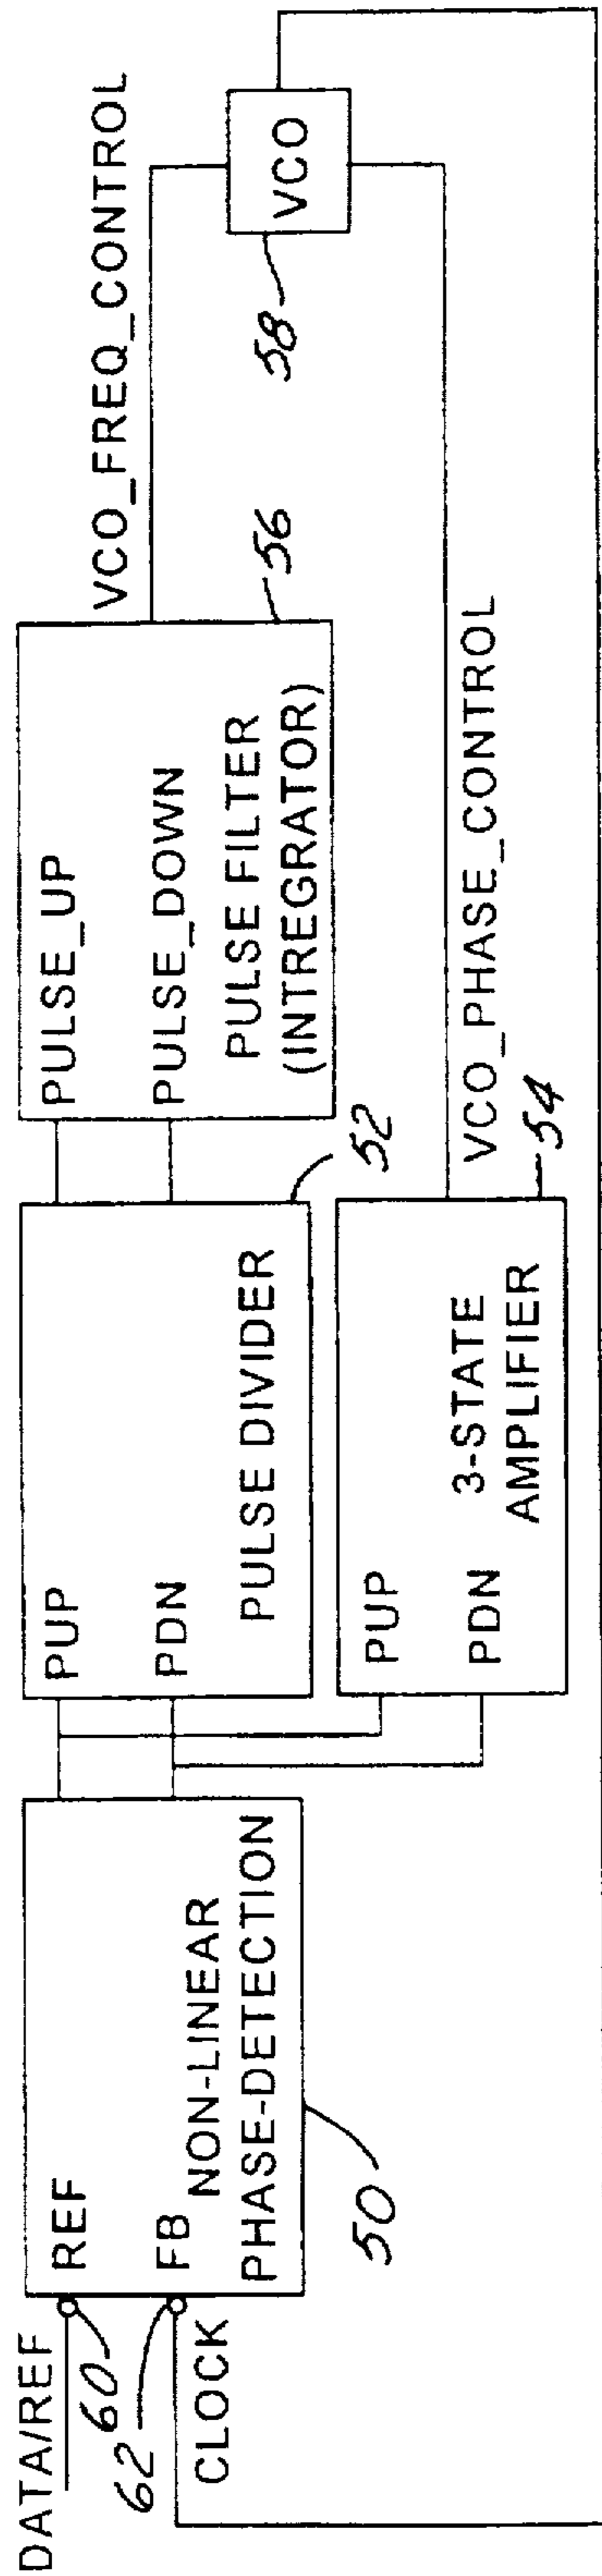 DATA/REF
60
62
CLOCK
REF
FB
NON-LINEAR
PHASE-DETECTION
50
PUP
PDN
PULSE DIVIDER
52
PUP
PDN
3-STATE
AMPLIFIER
54
PULSE_UP
PULSE_DOWN
PULSE FILTER
(INTREGRATOR)
56
VCO_FREQ_CONTROL
VCO_PHASE_CONTROL
VCO
58